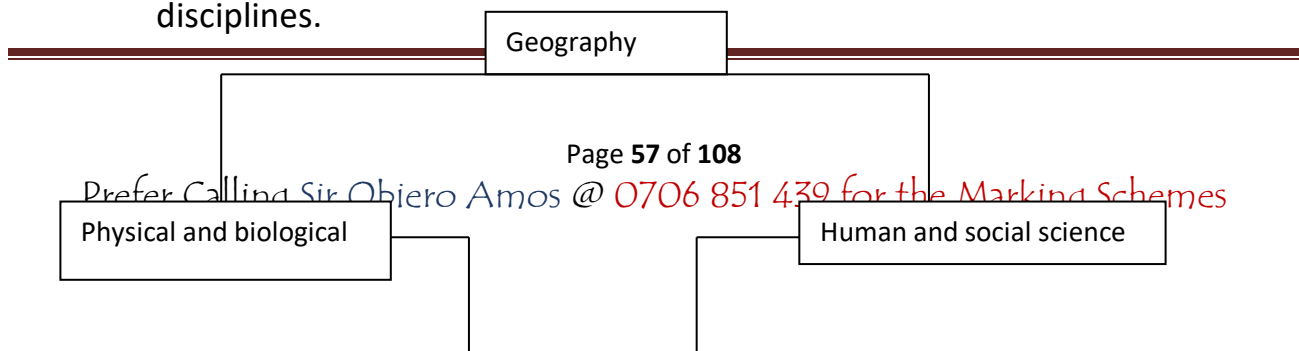 disciplines.
Geography
Page 57 of 108
Prefer Calling Sir Obiero Amos @ 0706 851 439 for the Marking Schemes
Physical and biological
Human and social science